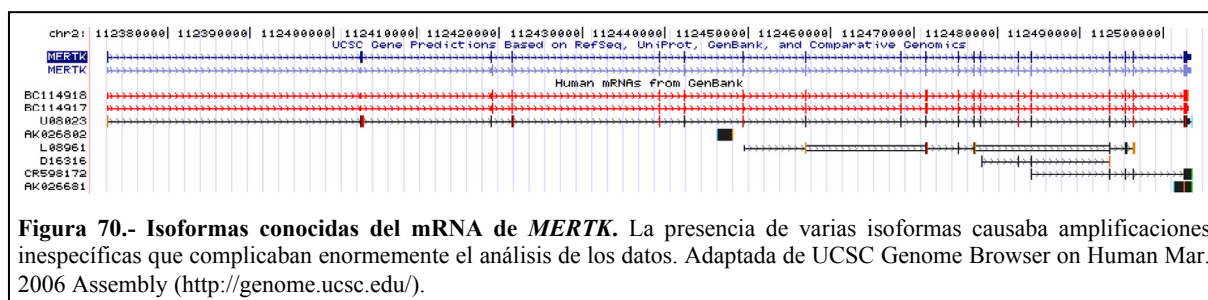 chr2: 112380000| 112390000| 112400000| 112410000| 112420000| 112430000| 112440000| 112450000| 112460000| 112470000| 112480000| 112490000| 112500000|
UCSC Gene Predictions Based on RefSeq, UniProt, GenBank, and Comparative Genomics
MERTK
MERTK
Human mRNAs from GenBank
BC114918
BC114917
U08023
AK026802
L08961
D16316
CR598172
AK026681
Figura 70.- Isoformas conocidas del mRNA de MERTK. La presencia de varias isoformas causaba amplificaciones
inespecíficas que complicaban enormemente el análisis de los datos. Adaptada de UCSC Genome Browser on Human Mar.
2006 Assembly (http://genome.ucsc.edu/).